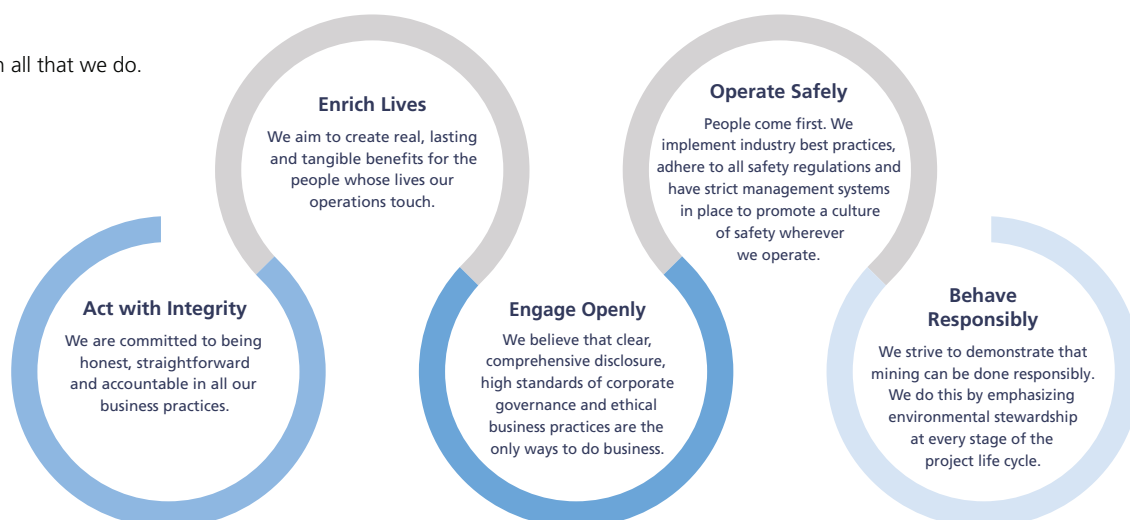 all that we do.
Enrich Lives
We aim to create real, lasting
and tangible benefits for the
people whose lives our
operations touch.
Operate Safely
People come first. We
implement industry best practices,
adhere to all safety regulations and
have strict management systems
in place to promote a culture
of safety wherever
we operate.
Act with Integrity
We are committed to being
honest, straightforward
and accountable in all our
business practices.
Engage Openly
We believe that clear,
comprehensive disclosure,
high standards of corporate
governance and ethical
business practices are the
only ways to do business.
Behave
Responsibly
We strive to demonstrate that
mining can be done responsibly.
We do this by emphasizing
environmental stewardship
at every stage of the
project life cycle.